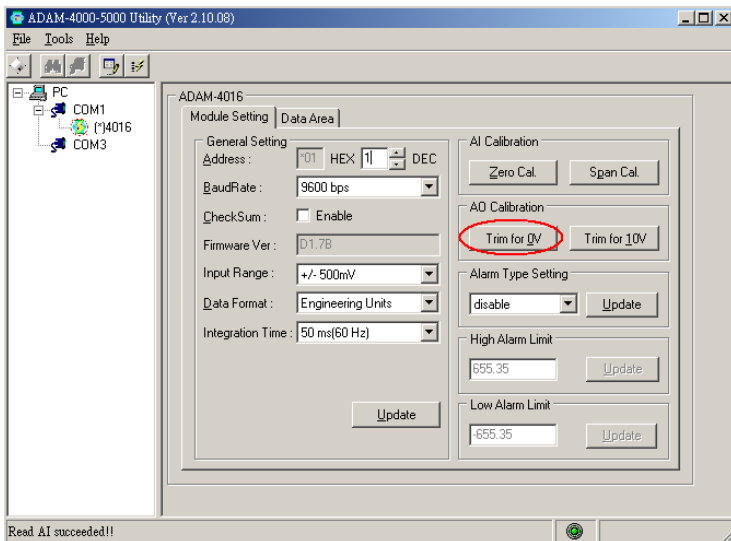 ADAM-4000-5000 Utility (Ver 2.10.08)
File Tools Help
PC
COM1
(*)4016
COM3
ADAM-4016
Module Setting Data Area
General Setting
Address : *01 HEX 1 DEC
BaudRate : 9600 bps
CheckSum : Enable
Firmware Ver : D1.7B
Input Range : +/- 500mV
Data Format : Engineering Units
Integration Time : 50 ms(60 Hz)
Update
AI Calibration
Zero Cal. Span Cal.
AO Calibration
Trim for 0V Trim for 10V
Alarm Type Setting
disable Update
High Alarm Limit
655.35 Update
Low Alarm Limit
-655.35 Update
Read AI succeeded!!